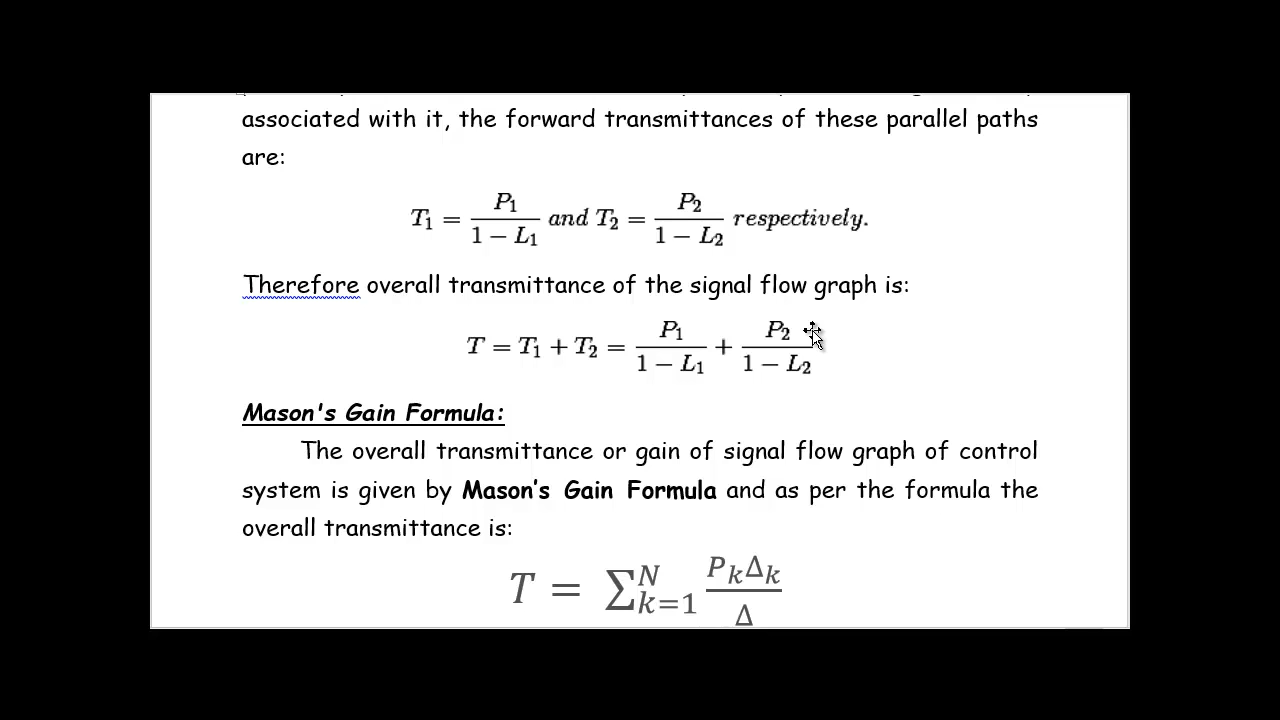 associated with it, the forward transmittances of these parallel paths
are:
T₁ = P₁ / (1 − L₁) and T₂ = P₂ / (1 − L₂) respectively.
Therefore overall transmittance of the signal flow graph is:
T = T₁ + T₂ = P₁ / (1 − L₁) + P₂ / (1 − L₂)
Mason's Gain Formula:
The overall transmittance or gain of signal flow graph of control
system is given by Mason’s Gain Formula and as per the formula the
overall transmittance is:
T = ∑_{k=1}^{N} P_kΔ_k / Δ